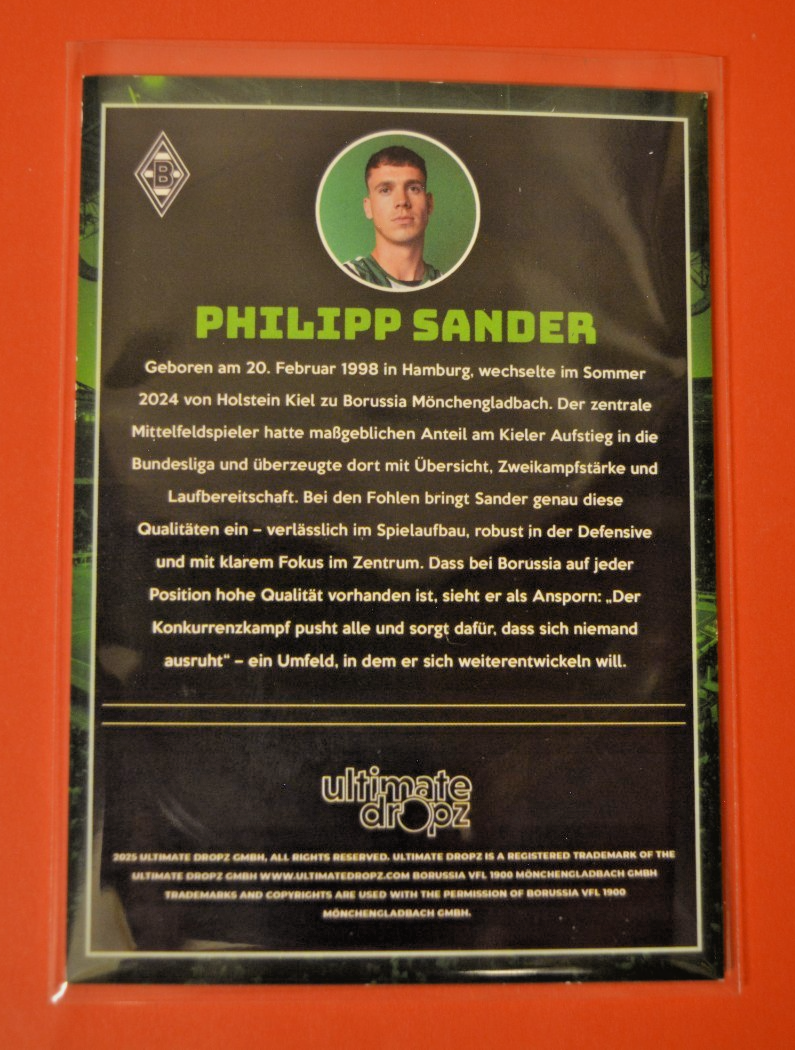 B
PHILIPP SANDER
Geboren am 20. Februar 1998 in Hamburg, wechselte im Sommer
2024 von Holstein Kiel zu Borussia Mönchengladbach. Der zentrale
Mittelfeldspieler hatte maßgeblichen Anteil am Kieler Aufstieg in die
Bundesliga und überzeugte dort mit Übersicht, Zweikampfstärke und
Laufbereitschaft. Bei den Fohlen bringt Sander genau diese
Qualitäten ein – verlässlich im Spielaufbau, robust in der Defensive
und mit klarem Fokus im Zentrum. Dass bei Borussia auf jeder
Position hohe Qualität vorhanden ist, sieht er als Ansporn: „Der
Konkurrenzkampf pusht alle und sorgt dafür, dass sich niemand
ausruht“ – ein Umfeld, in dem er sich weiterentwickeln will.
ultimate
dropz
2025 ULTIMATE DROPZ GMBH, ALL RIGHTS RESERVED. ULTIMATE DROPZ IS A REGISTERED TRADEMARK OF THE
ULTIMATE DROPZ GMBH WWW.ULTIMATEDROPZ.COM BORUSSIA VFL 1900 MÖNCHENGLADBACH GMBH
TRADEMARKS AND COPYRIGHTS ARE USED WITH THE PERMISSION OF BORUSSIA VFL 1900
MÖNCHENGLADBACH GMBH.